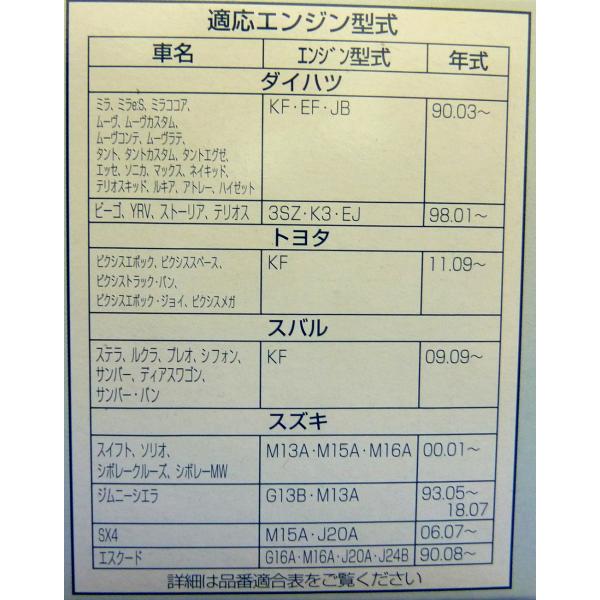 適応エンジン型式
車名 エンジン型式 年式
ダイハツ
ミラ、ミラe:S、ミラココア、
ムーヴ、ムーヴカスタム、
ムーヴコンテ、ムーヴラテ、
タント、タントカスタム、タントエグゼ、
エッセ、ソニカ、マックス、ネイキッド、
テリオスキッド、ルキア、アトレー、ハイゼット
KF・EF・JB
90.03～
ビーゴ、YRV、ストーリア、テリオス 3SZ・K3・EJ 98.01～
トヨタ
ピクシスエポック、ピクシススペース、
ピクシストラック・バン、
ピクシスエポック・ジョイ、ピクシスメガ
KF
11.09～
スバル
ステラ、ルクラ、プレオ、シフォン、
サンバー、ディアスワゴン、
サンバー・バン
KF
09.09～
スズキ
スイフト、ソリオ、
シボレークルーズ、シボレーMW
M13A・M15A・M16A
00.01～
ジムニーシエラ G13B・M13A 93.05～
18.07
SX4 M15A・J20A 06.07～
エスクード G16A・M16A・J20A・J24B 90.08～
詳細は品番適合表をご覧ください